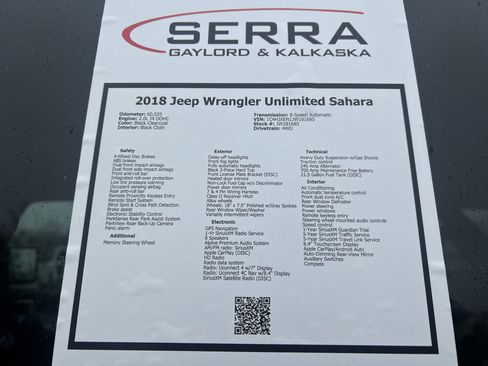 SERRA
GAYLORD & KALKASKA
2018 Jeep Wrangler Unlimited Sahara
Odometer: 60,535
Engine: 2.0L I4 DOHC
Color: Black Clearcoat
Interior: Black Cloth
Transmission: 8-Speed Automatic
VIN: 1C4HJXEN1JW181685
Stock #: JW181685
Drivetrain: 4WD
Safety
4-Wheel Disc Brakes
ABS brakes
Dual front impact airbags
Dual front side impact airbags
Front anti-roll bar
Integrated roll-over protection
Low tire pressure warning
Occupant sensing airbag
Rear anti-roll bar
Remote Proximity Keyless Entry
Remote Start System
Blind Spot & Cross Path Detection
Brake assist
Electronic Stability Control
ParkSense Rear Park Assist System
ParkView Rear Back-Up Camera
Panic alarm
Additional
Memory Steering Wheel
Exterior
Delay-off headlights
Front fog lights
Fully automatic headlights
Black 3-Piece Hard Top
Front License Plate Bracket (DISC)
Heated door mirrors
Non-Lock Fuel Cap w/o Discriminator
Power door mirrors
7 & 4 Pin Wiring Harness
Class II Receiver Hitch
Alloy wheels
Wheels: 18" x 7.5" Polished w/Gray Spokes
Rear Window Wiper/Washer
Variably intermittent wipers
Electronic
GPS Navigation
1-Yr SiriusXM Radio Service
8 Speakers
Alpine Premium Audio System
AM/FM radio: SiriusXM
Apple CarPlay (DISC)
HD Radio
Radio data system
Radio: Uconnect 4 w/7" Display
Radio: Uconnect 4C Nav w/8.4" Display
SiriusXM Satellite Radio (DISC)
Technical
Heavy Duty Suspension w/Gas Shocks
Traction control
240 Amp Alternator
700 Amp Maintenance Free Battery
21.5 Gallon Fuel Tank (DISC)
Interior
Air Conditioning
Automatic temperature control
Front dual zone A/C
Rear Window Defroster
Power steering
Power windows
Remote keyless entry
Steering wheel mounted audio controls
Speed control
1-Year SiriusXM Guardian Trial
5-Year SiriusXM Traffic Service
5-Year SiriusXM Travel Link Service
8.4" Touchscreen Display
Apple CarPlay/Android Auto
Auto-Dimming Rear-View Mirror
Auxiliary Switches
Compass